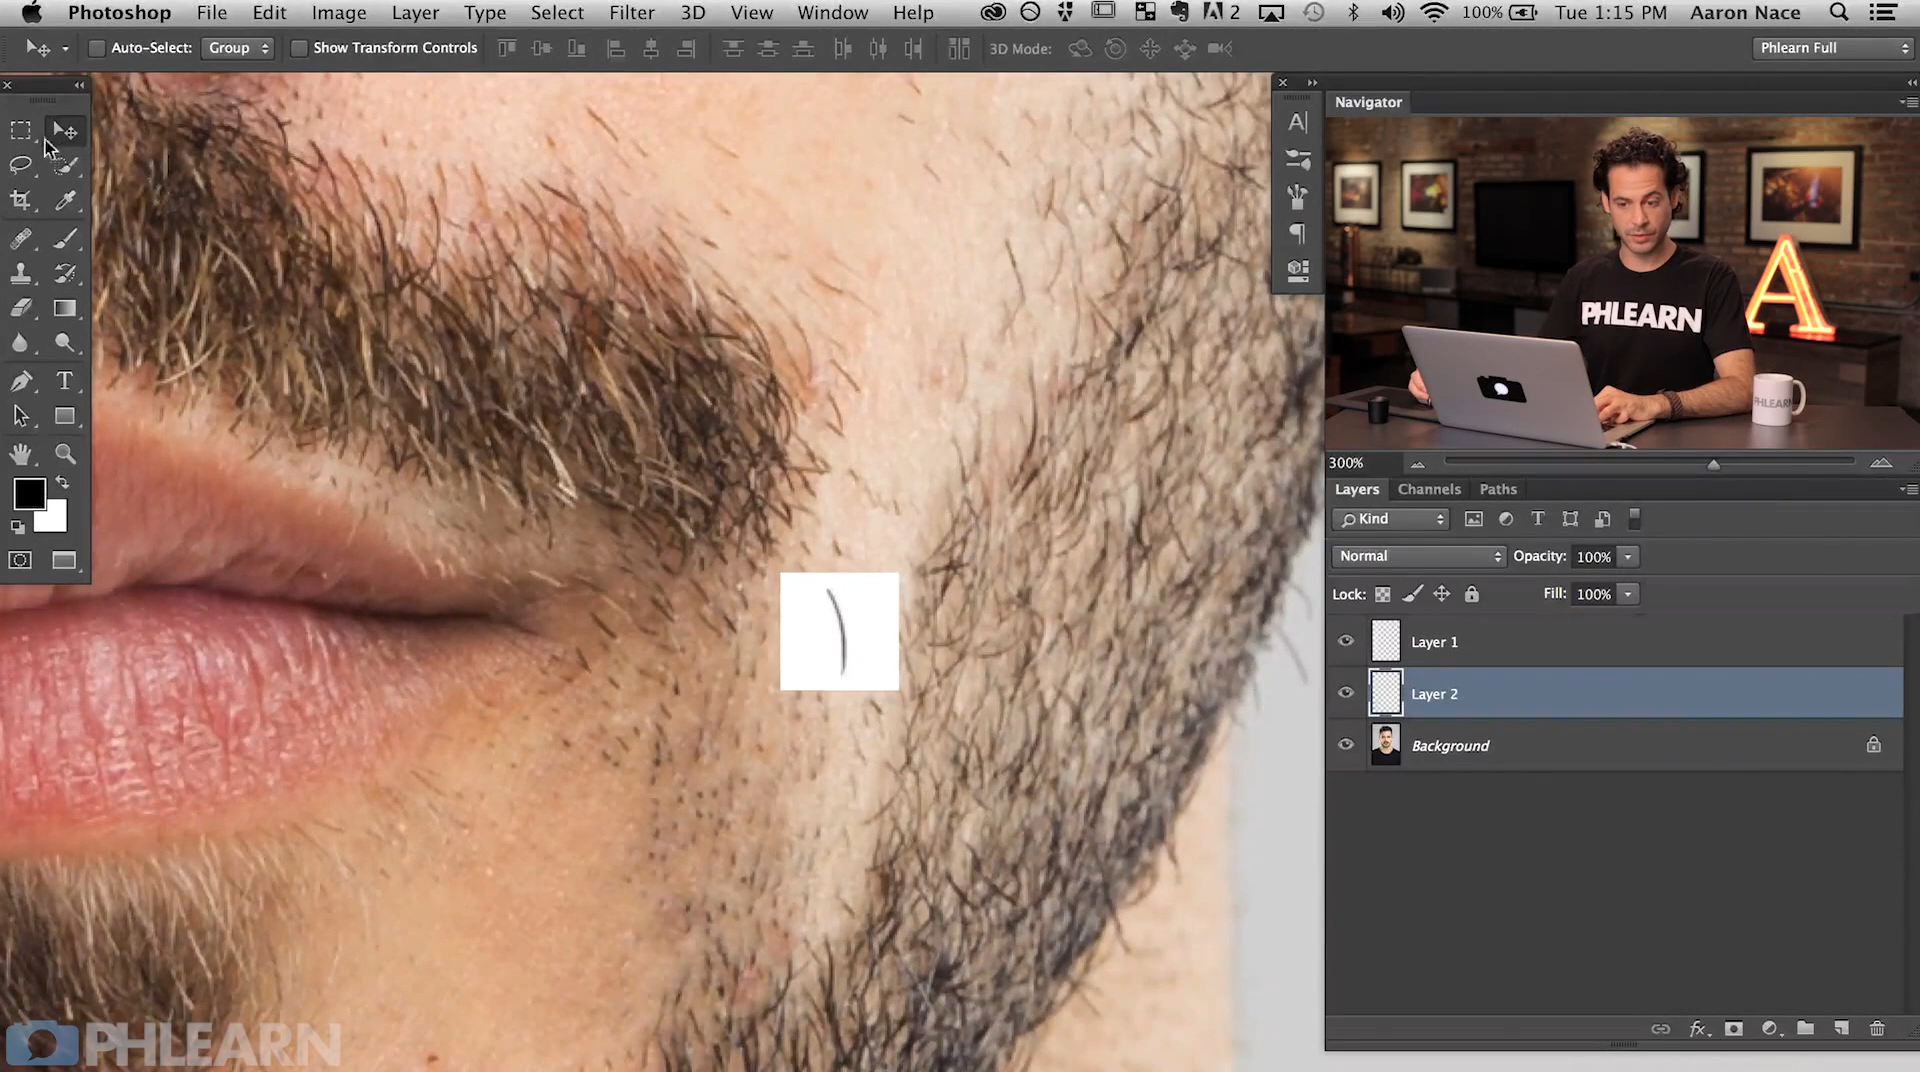 Photoshop File Edit Image Layer Type Select Filter 3D View Window Help 2 100% Tue 1:15 PM Aaron Nace
Auto-Select: Group Show Transform Controls 3D Mode: Phlearn Full
Navigator
PHLEARN
A
PHLEARN
300%
Layers Channels Paths
Kind
Normal Opacity: 100%
Lock: Fill: 100%
Layer 1
Layer 2
Background
fx
PHLEARN